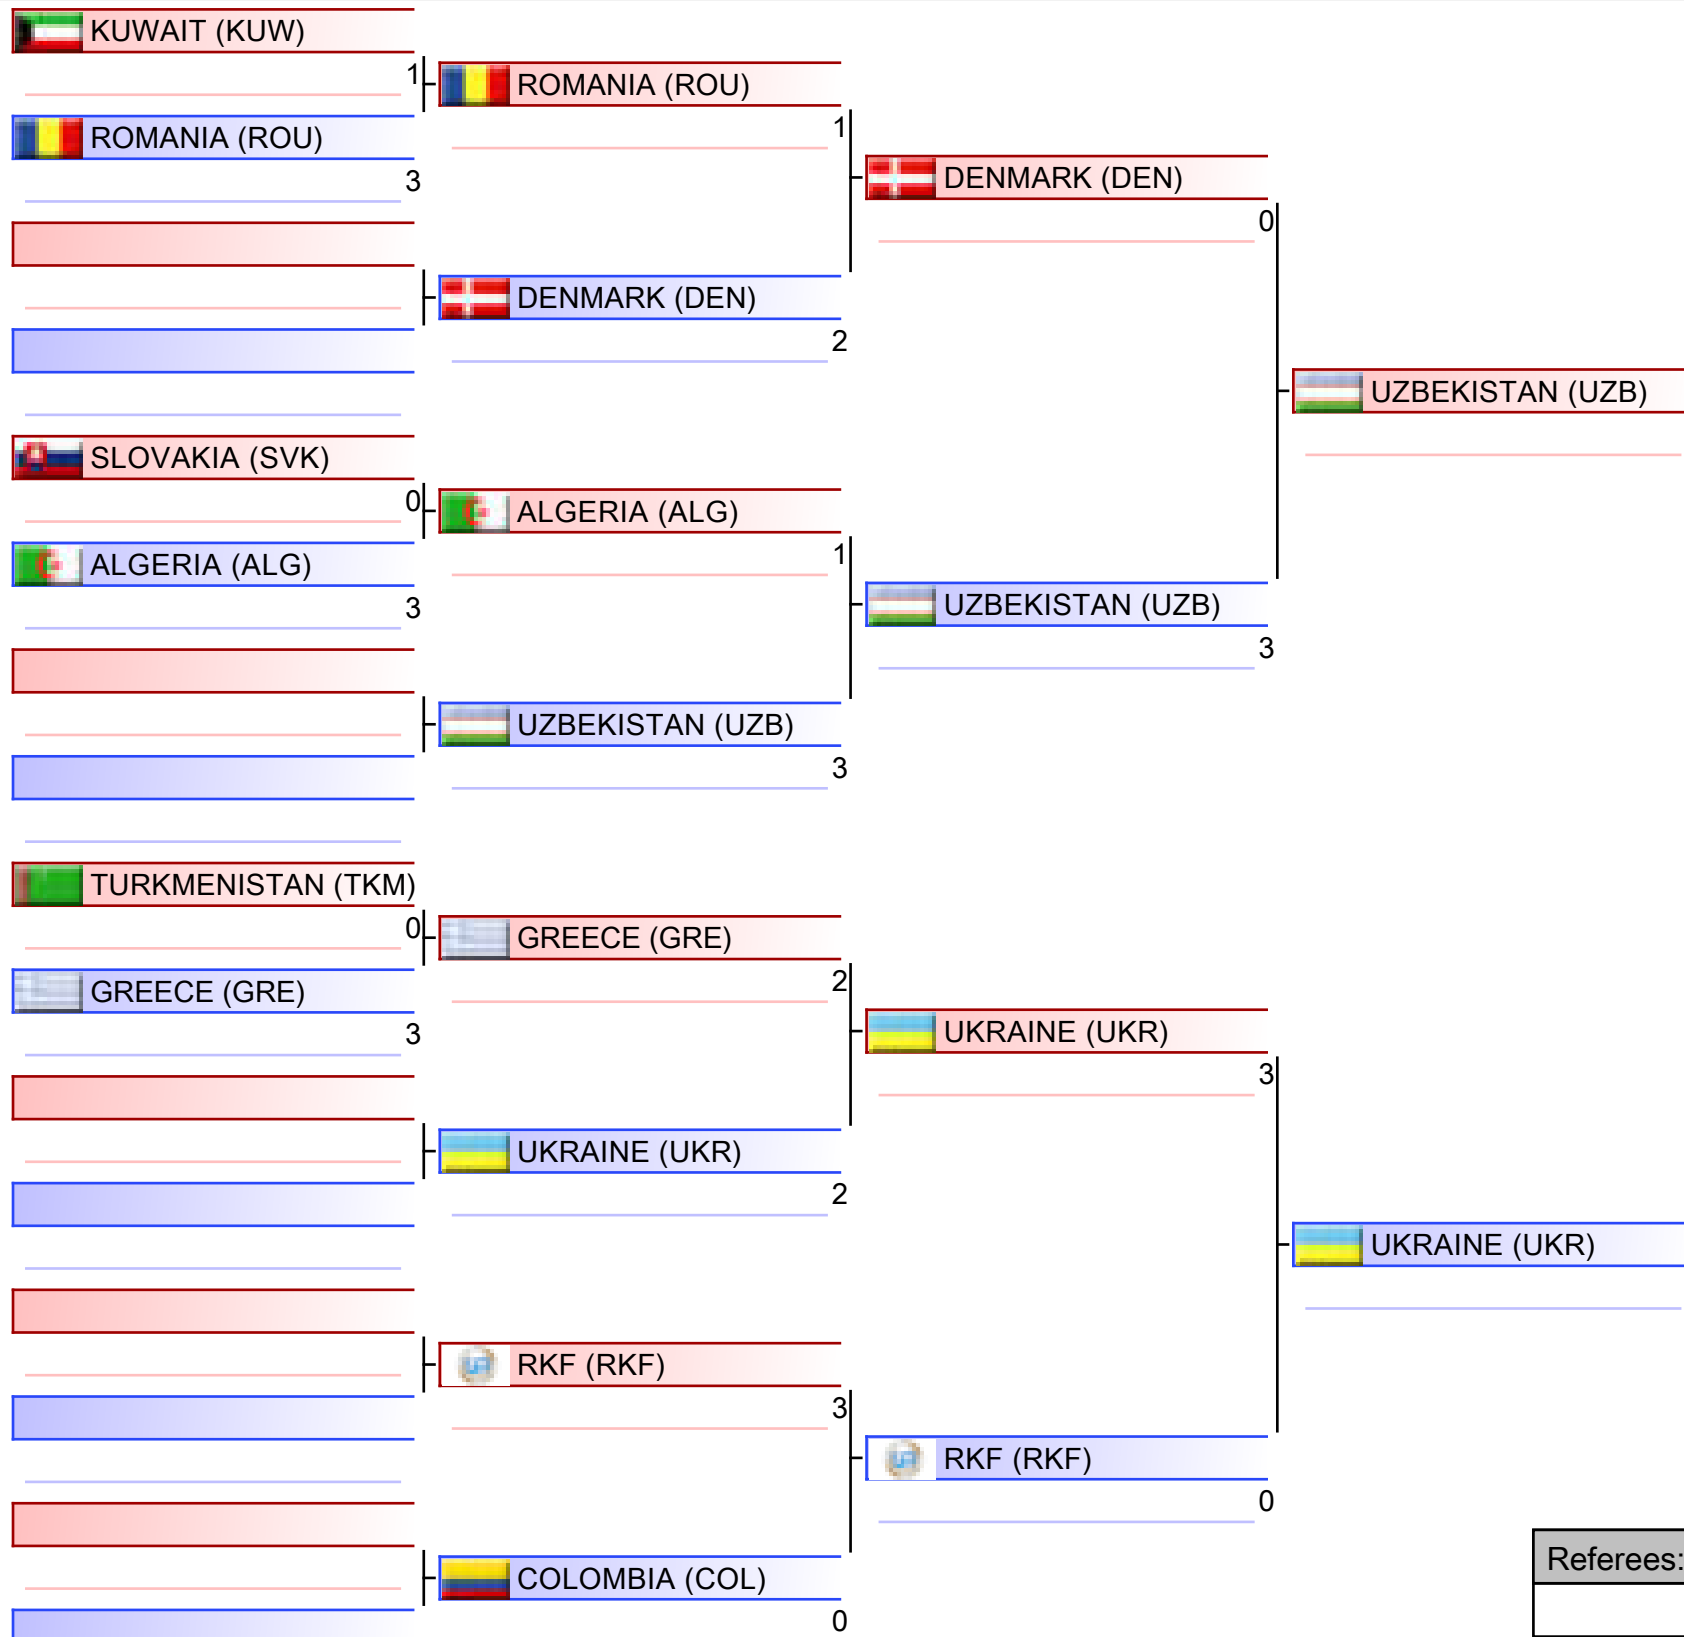 KUWAIT (KUW)
1
ROMANIA (ROU)
ROMANIA (ROU)
3
1
DENMARK (DEN)
0
DENMARK (DEN)
2
UZBEKISTAN (UZB)
SLOVAKIA (SVK)
0
ALGERIA (ALG)
ALGERIA (ALG)
3
1
UZBEKISTAN (UZB)
3
UZBEKISTAN (UZB)
3
TURKMENISTAN (TKM)
0
GREECE (GRE)
GREECE (GRE)
3
2
UKRAINE (UKR)
3
UKRAINE (UKR)
2
UKRAINE (UKR)
RKF (RKF)
3
RKF (RKF)
0
COLOMBIA (COL)
0
Referees: